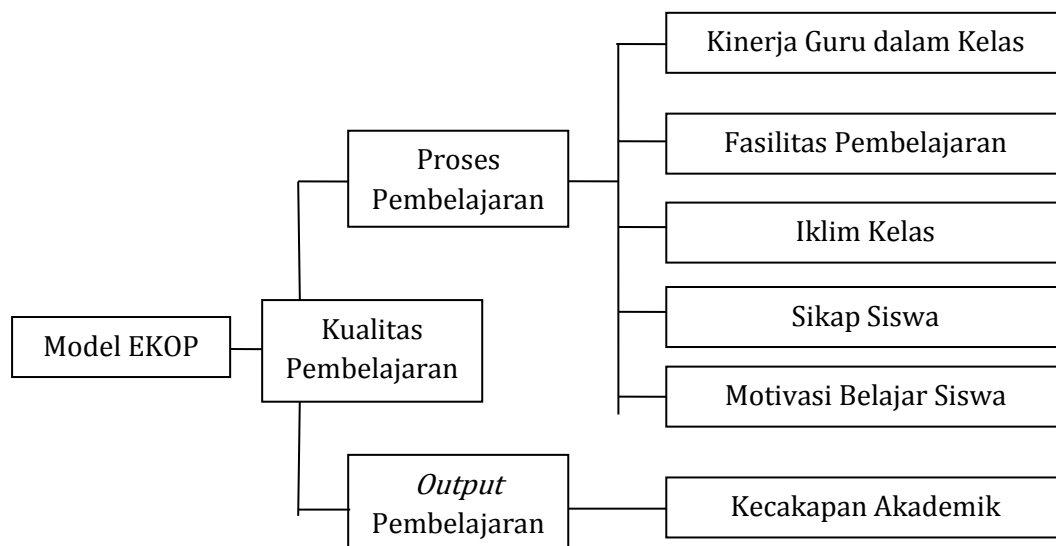 Kinerja Guru dalam Kelas
Fasilitas Pembelajaran
Proses
Pembelajaran
Iklim Kelas
Sikap Siswa
Model EKOP
Kualitas
Pembelajaran
Motivasi Belajar Siswa
Output
Pembelajaran
Kecakapan Akademik